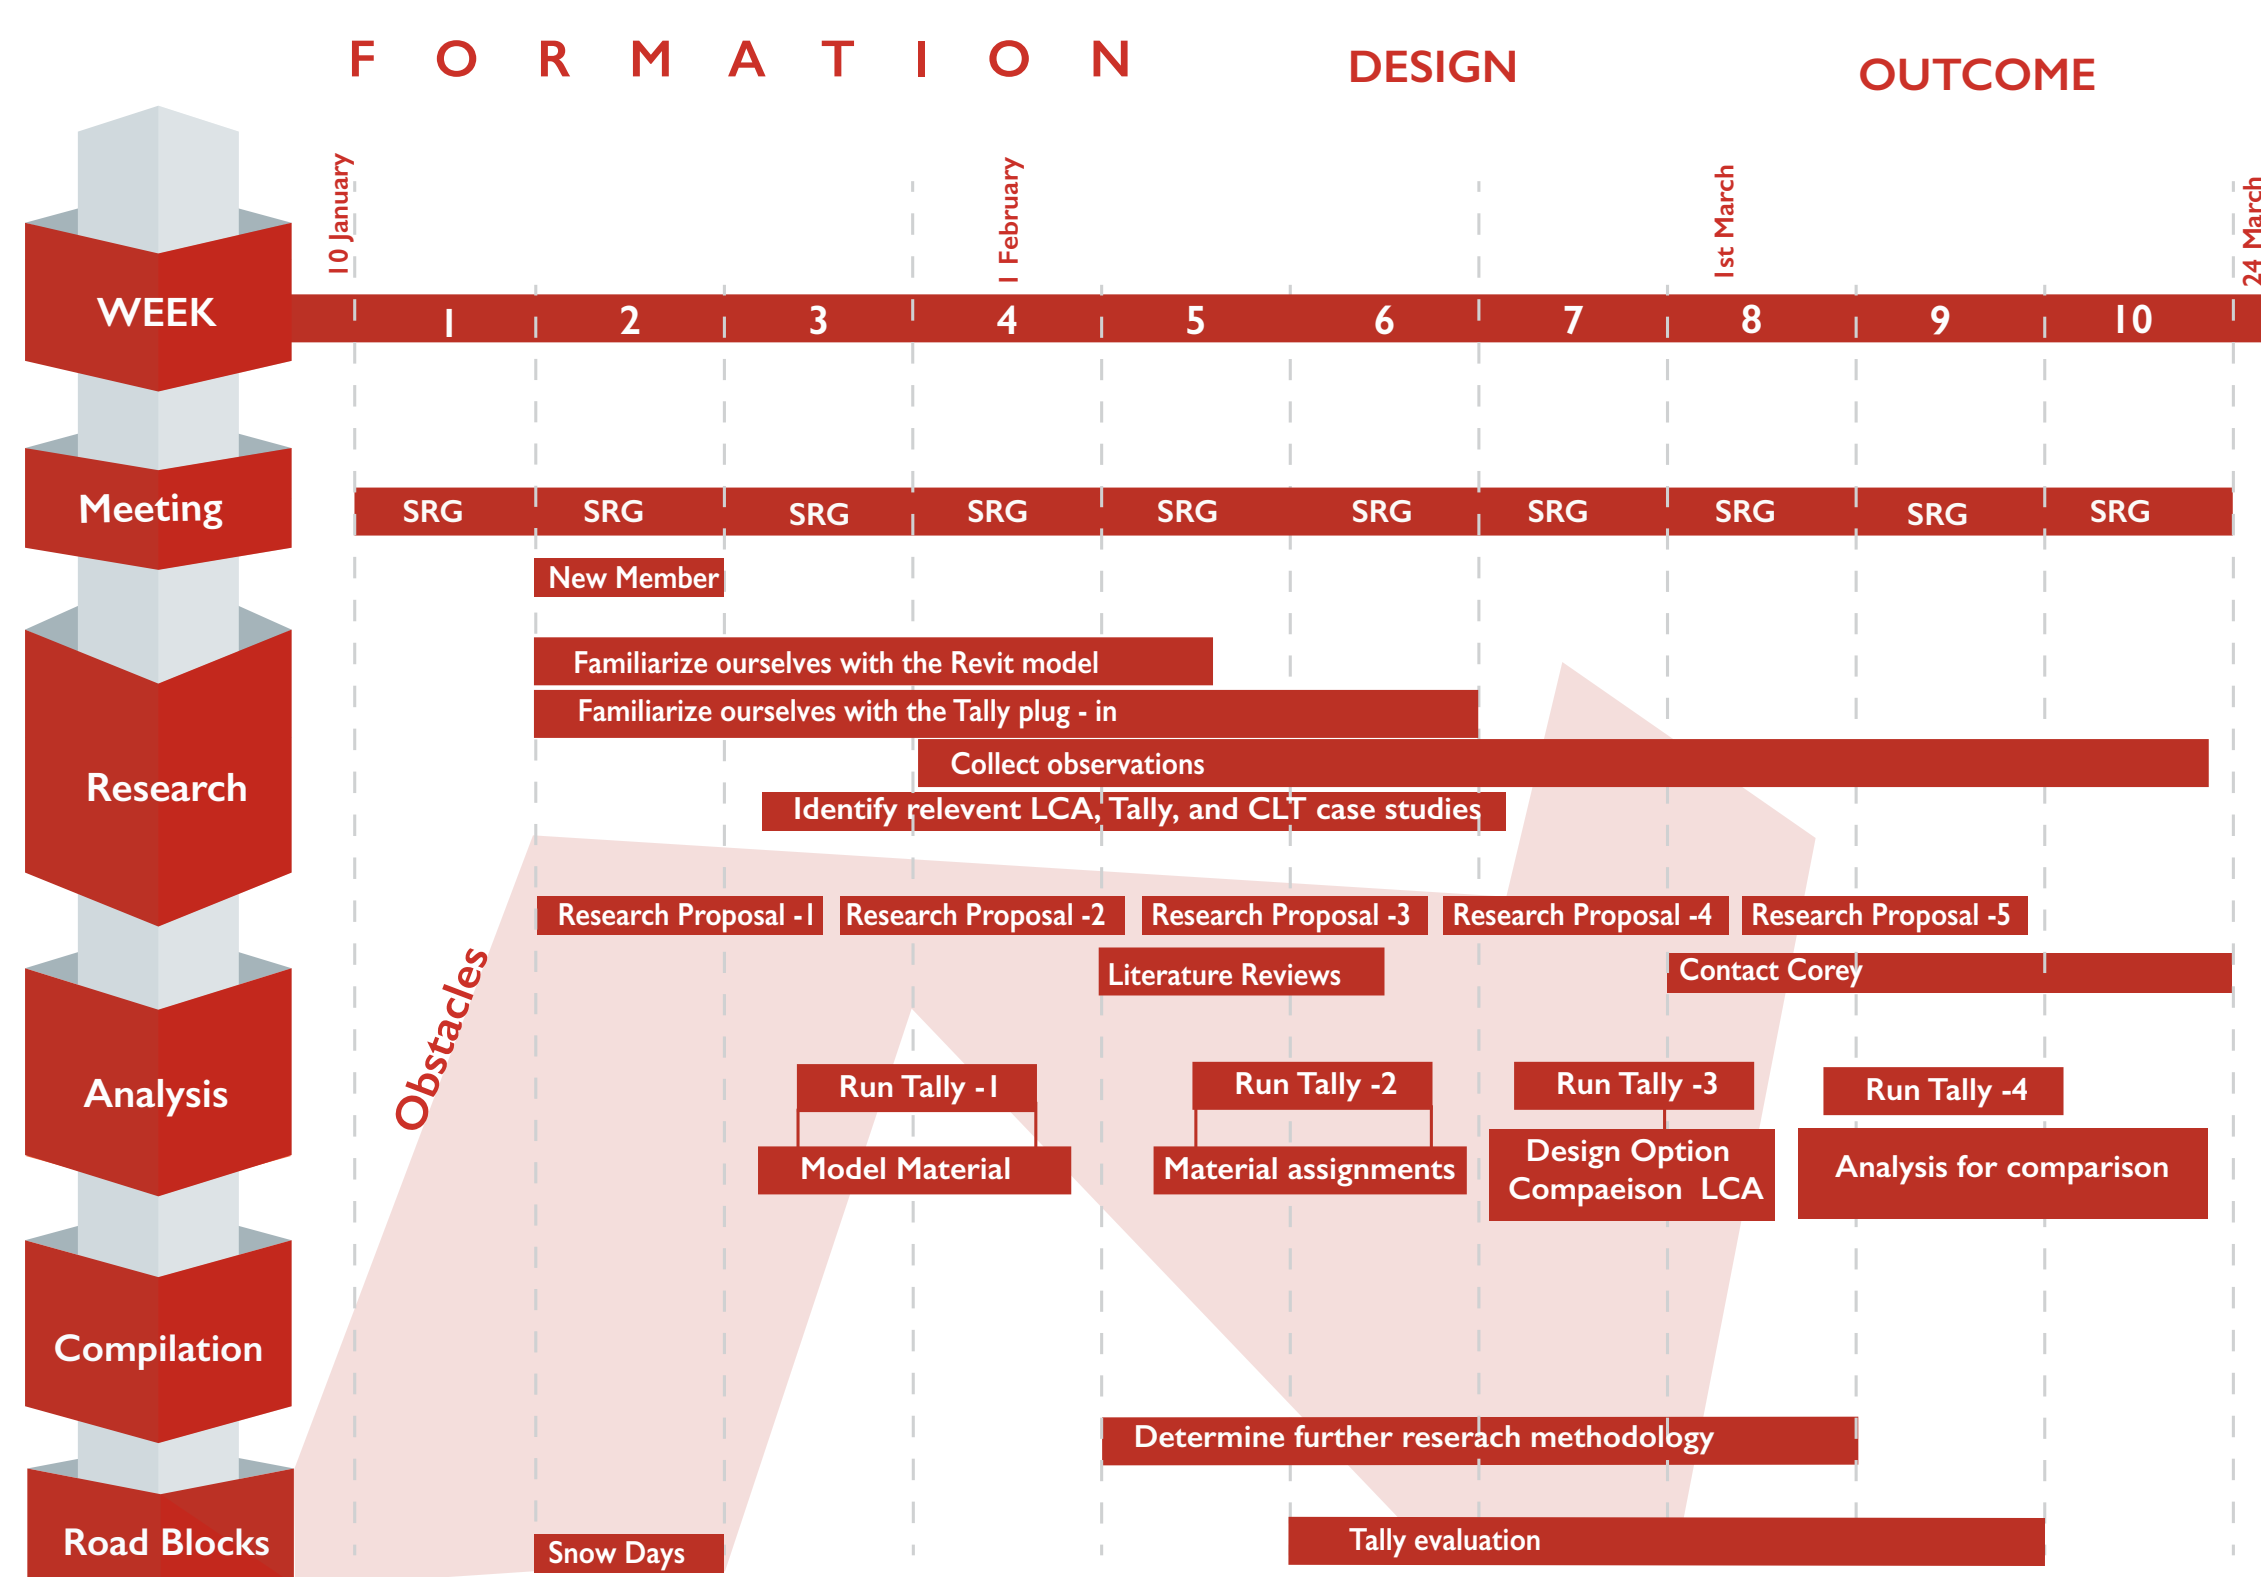 F O R M A T I O N
DESIGN
OUTCOME
10 January
1 February
1st March
24 March
WEEK
1 2 3 4 5 6 7 8 9 10
Meeting
SRG SRG SRG SRG SRG SRG SRG SRG SRG SRG
New Member
Research
Familiarize ourselves with the Revit model
Familiarize ourselves with the Tally plug - in
Collect observations
Identify relevent LCA, Tally, and CLT case studies
Obstacles
Research Proposal -1
Research Proposal -2
Research Proposal -3
Research Proposal -4
Research Proposal -5
Literature Reviews
Contact Corey
Analysis
Run Tally -1
Run Tally -2
Run Tally -3
Run Tally -4
Model Material
Material assignments
Design Option
Compaeison LCA
Analysis for comparison
Compilation
Determine further reserach methodology
Road Blocks
Snow Days
Tally evaluation